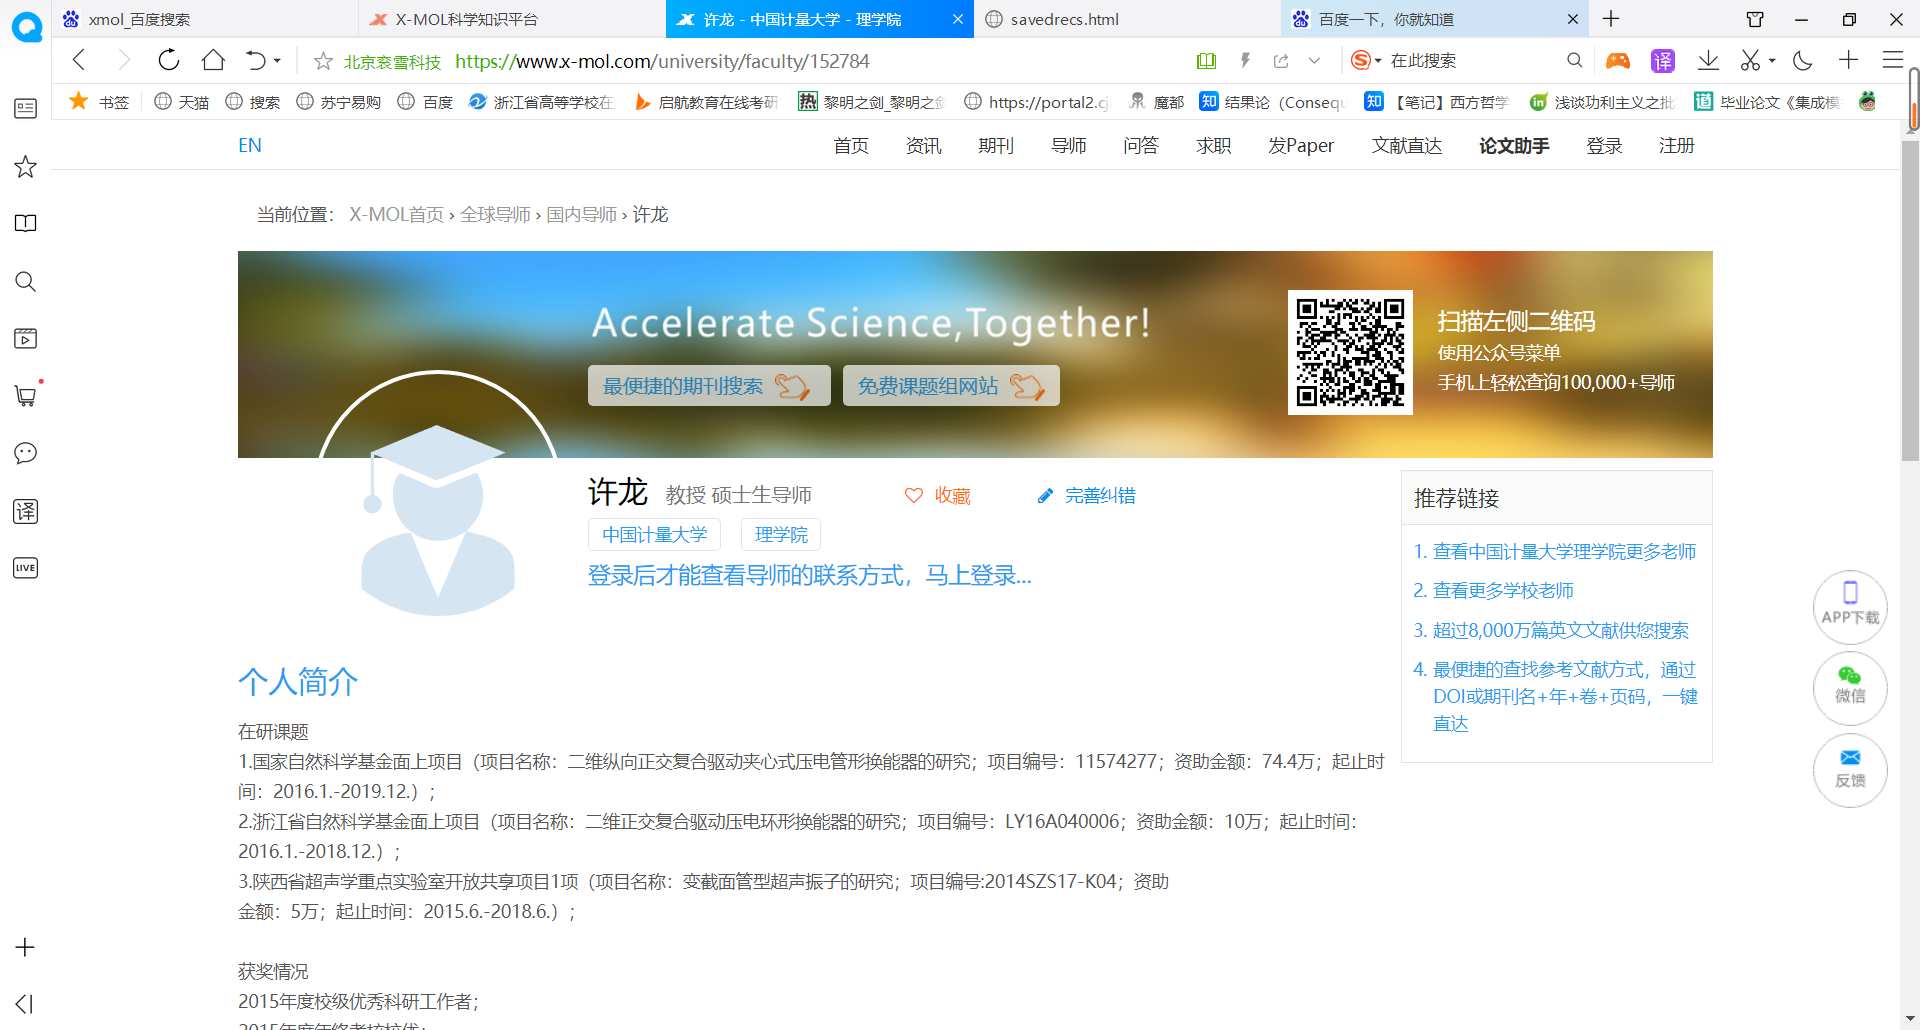 xmol_百度搜索
X-MOL科学知识平台
许龙 - 中国计量大学 - 理学院
savedrecs.html
百度一下，你就知道
北京衮雪科技 https://www.x-mol.com/university/faculty/152784
在此搜索
译
书签
天猫
搜索
苏宁易购
百度
浙江省高等学校在
启航教育在线考研
热 黎明之剑_黎明之剑
https://portal2.cj
魔都
知 结果论（Consequ
知 【笔记】西方哲学
in 浅谈功利主义之批
道 毕业论文《集成模
EN
首页
资讯
期刊
导师
问答
求职
发Paper
文献直达
论文助手
登录
注册
当前位置： X-MOL首页 › 全球导师 › 国内导师 › 许龙
Accelerate Science,Together!
最便捷的期刊搜索
免费课题组网站
扫描左侧二维码
使用公众号菜单
手机上轻松查询100,000+导师
许龙 教授 硕士生导师
收藏
完善纠错
中国计量大学
理学院
登录后才能查看导师的联系方式，马上登录...
推荐链接
1. 查看中国计量大学理学院更多老师
2. 查看更多学校老师
3. 超过8,000万篇英文文献供您搜索
4. 最便捷的查找参考文献方式，通过
DOI或期刊名+年+卷+页码，一键
直达
个人简介
在研课题
1.国家自然科学基金面上项目（项目名称：二维纵向正交复合驱动夹心式压电管形换能器的研究；项目编号：11574277；资助金额：74.4万；起止时
间：2016.1.-2019.12.）；
2.浙江省自然科学基金面上项目（项目名称：二维正交复合驱动压电环形换能器的研究；项目编号：LY16A040006；资助金额：10万；起止时间：
2016.1.-2018.12.）；
3.陕西省超声学重点实验室开放共享项目1项（项目名称：变截面管型超声振子的研究；项目编号:2014SZS17-K04；资助
金额：5万；起止时间：2015.6.-2018.6.）；
获奖情况
2015年度校级优秀科研工作者；
2015年度年终考核校优；
APP下载
微信
反馈
译
LIVE